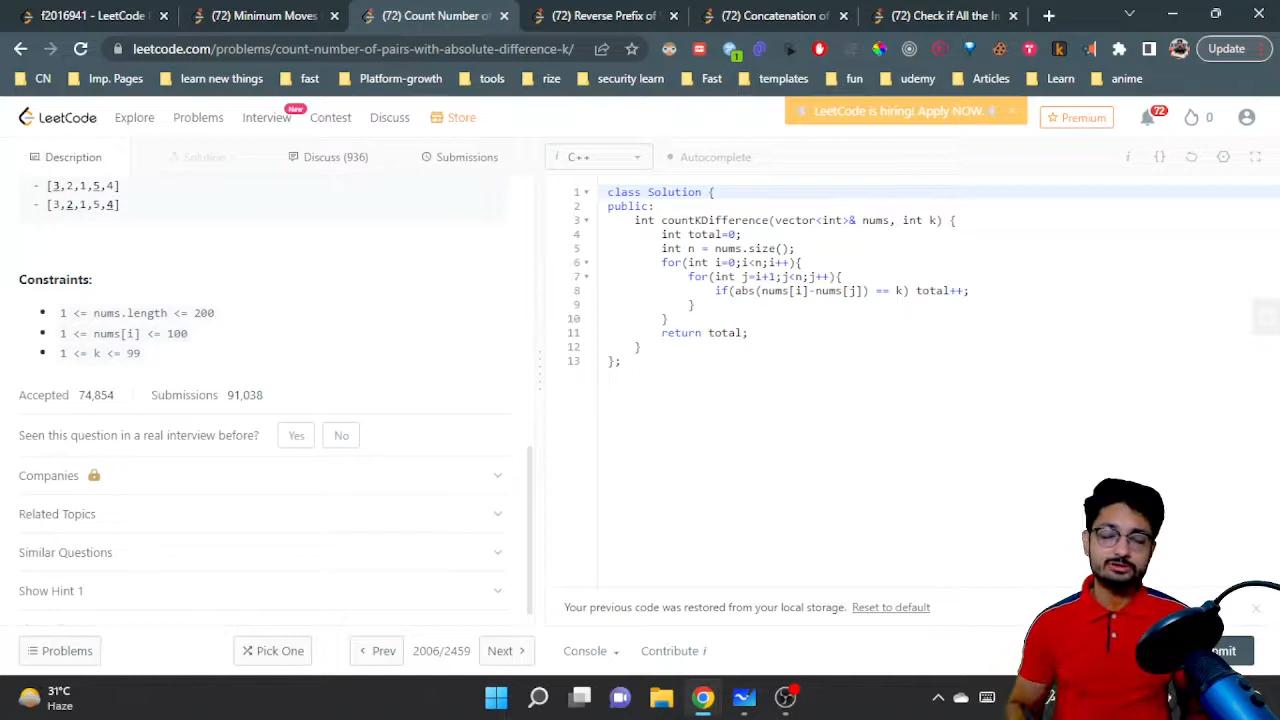 f2016941 - LeetCode
(72) Minimum Moves
(72) Count Number of
(72) Reverse Prefix of
(72) Concatenation of
(72) Check if All the In
leetcode.com/problems/count-number-of-pairs-with-absolute-difference-k/
Update
CN
Imp. Pages
learn new things
fast
Platform-growth
tools
rise
security learn
Fast
templates
fun
udemy
Articles
Learn
anime
LeetCode
Explore
Problems
Interview
New
Contest
Discuss
Store
LeetCode is hiring! Apply NOW.
Premium
72
0
Description
Solution
Discuss (936)
Submissions
i C++
Autocomplete
- [3,2,1,5,4]
- [3,2,1,5,4]
Constraints:
1 <= nums.length <= 200
1 <= nums[i] <= 100
1 <= k <= 99
Accepted 74,854
Submissions 91,038
Seen this question in a real interview before?
Yes
No
Companies
Related Topics
Similar Questions
Show Hint 1
1 class Solution {
2 public:
3 int countKDifference(vector<int>& nums, int k) {
4 int total=0;
5 int n = nums.size();
6 for(int i=0;i<n;i++){
7 for(int j=i+1;j<n;j++){
8 if(abs(nums[i]-nums[j]) == k) total++;
9 }
10 }
11 return total;
12 }
13 };
Your previous code was restored from your local storage. Reset to default
Problems
Pick One
Prev
2006/2459
Next
Console
Contribute i
31°C
Haze